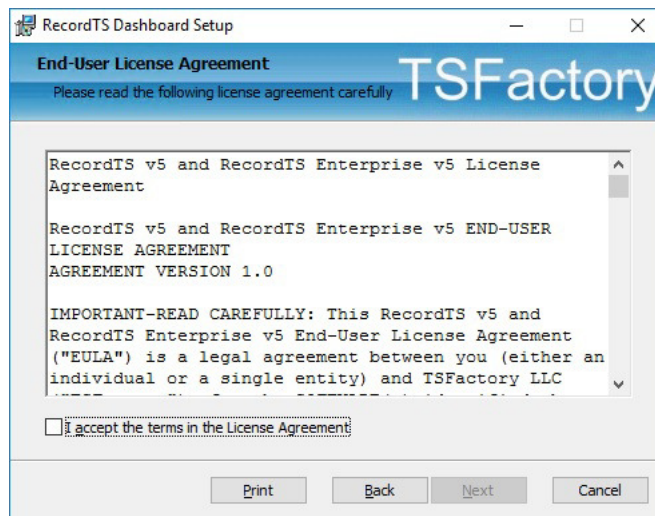 RecordTS Dashboard Setup
End-User License Agreement
Please read the following license agreement carefully
TSFactory
RecordTS v5 and RecordTS Enterprise v5 License
Agreement
RecordTS v5 and RecordTS Enterprise v5 END-USER
LICENSE AGREEMENT
AGREEMENT VERSION 1.0
IMPORTANT-READ CAREFULLY: This RecordTS v5 and
RecordTS Enterprise v5 End-User License Agreement
("EULA") is a legal agreement between you (either an
individual or a single entity) and TSFactory LLC
I accept the terms in the License Agreement
Print
Back
Next
Cancel